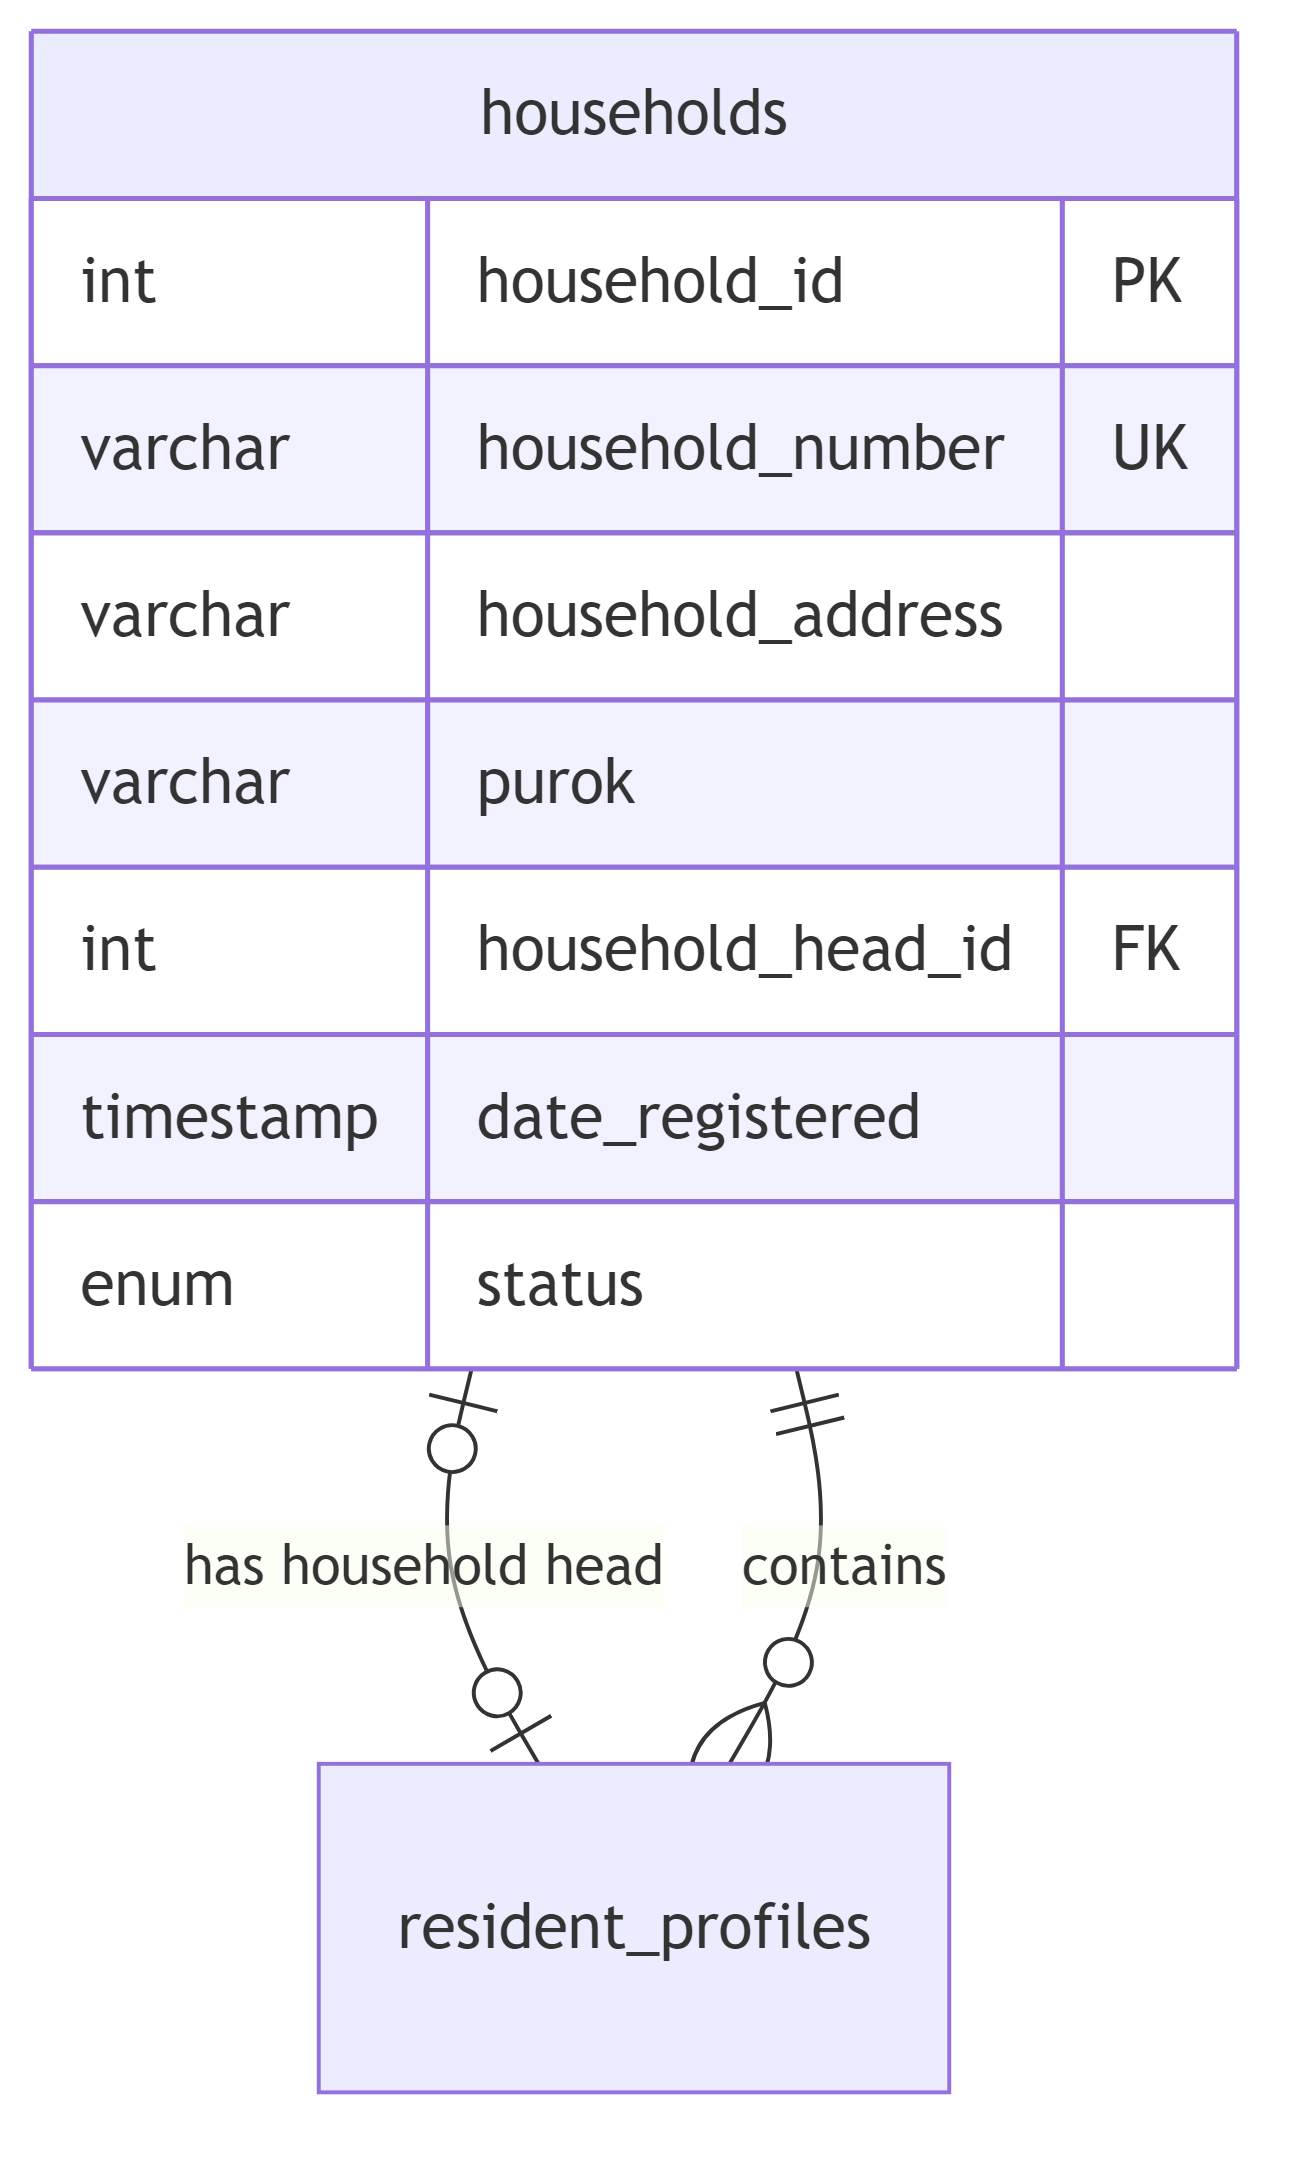 households
int household_id PK
varchar household_number UK
varchar household_address
varchar purok
int household_head_id FK
timestamp date_registered
enum status
has household head contains
resident_profiles